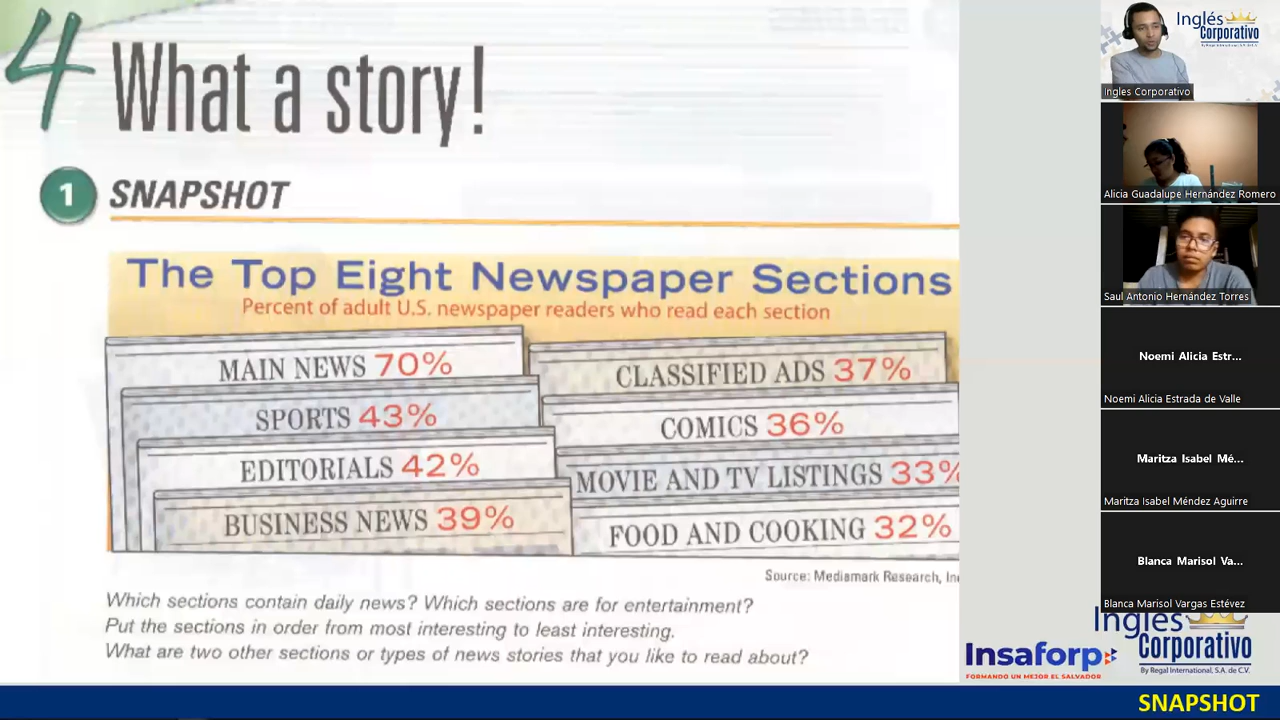 4 What a story!
1 SNAPSHOT
The Top Eight Newspaper Sections
Percent of adult U.S. newspaper readers who read each section
MAIN NEWS 70%
SPORTS 43%
EDITORIALS 42%
BUSINESS NEWS 39%
CLASSIFIED ADS 37%
COMICS 36%
MOVIE AND TV LISTINGS 33%
FOOD AND COOKING 32%
Source: Mediamark Research, In
Which sections contain daily news? Which sections are for entertainment?
Put the sections in order from most interesting to least interesting.
What are two other sections or types of news stories that you like to read about?
Inglés
Corporativo
By Regal International, S.A. de C.V.
Ingles Corporativo
Alicia Guadalupe Hernández Romero
Saul Antonio Hernández Torres
Noemi Alicia Estr...
Noemi Alicia Estrada de Valle
Maritza Isabel Mé...
Maritza Isabel Méndez Aguirre
Blanca Marisol Va...
Blanca Marisol Vargas Estévez
Insaforp
FORMANDO UN MEJOR EL SALVADOR
Inglés
Corporativo
By Regal International, S.A. de C.V.
SNAPSHOT